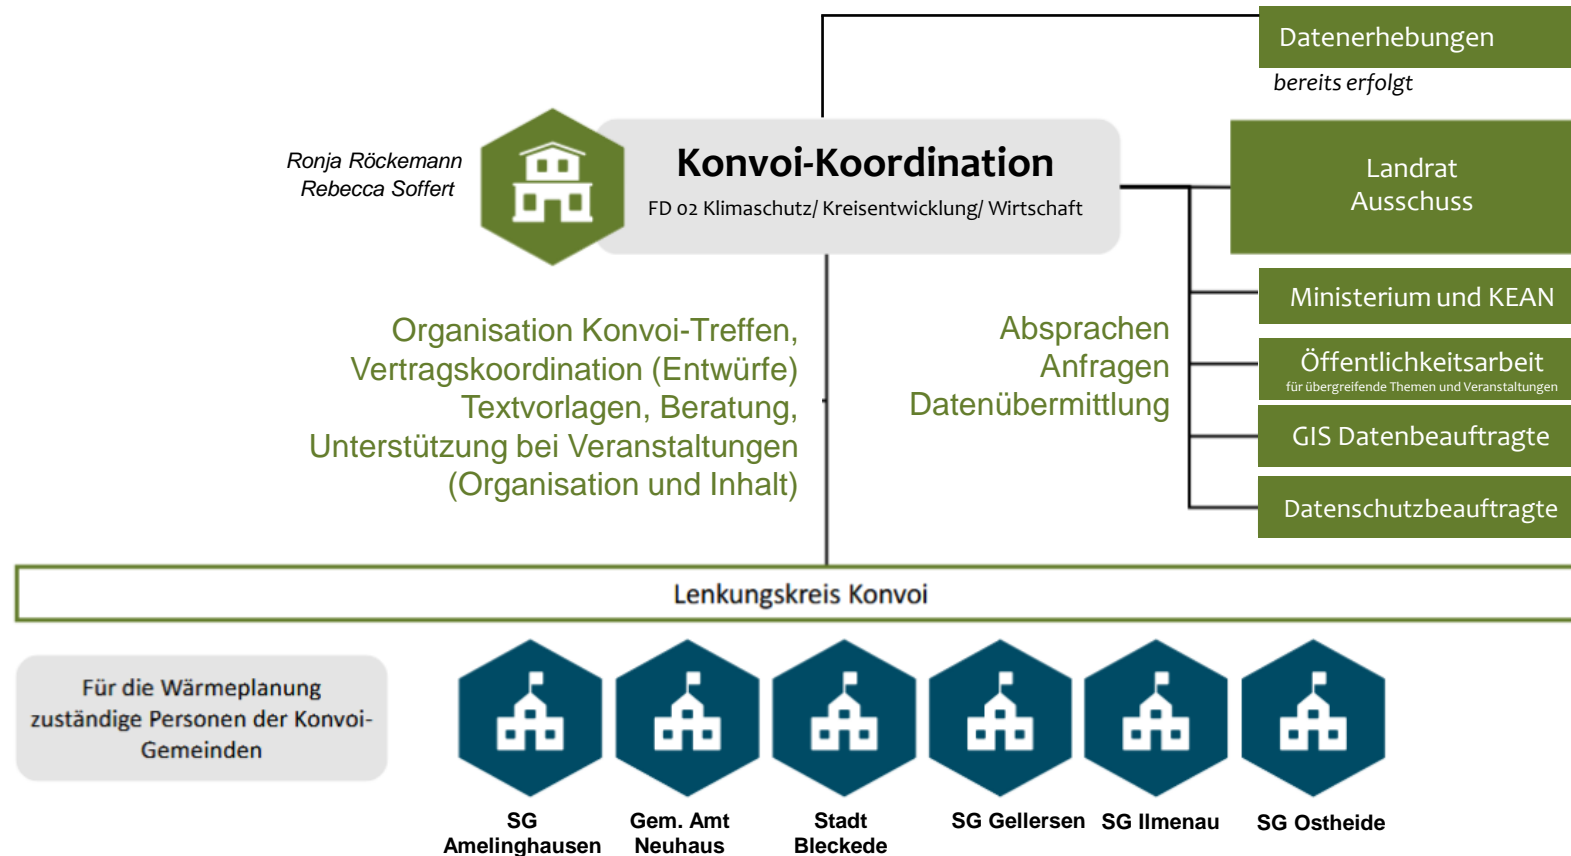 Datenerhebungen
bereits erfolgt
Ronja Röckemann
Rebecca Soffert
Konvoi-Koordination
FD 02 Klimaschutz/ Kreisentwicklung/ Wirtschaft
Landrat
Ausschuss
Ministerium und KEAN
Öffentlichkeitsarbeit
für übergreifende Themen und Veranstaltungen
GIS Datenbeauftragte
Datenschutzbeauftragte
Organisation Konvoi-Treffen,
Vertragskoordination (Entwürfe)
Textvorlagen, Beratung,
Unterstützung bei Veranstaltungen
(Organisation und Inhalt)
Absprachen
Anfragen
Datenübermittlung
Lenkungskreis Konvoi
Für die Wärmeplanung
zuständige Personen der Konvoi-
Gemeinden
SG
Amelinghausen
Gem. Amt
Neuhaus
Stadt
Bleckede
SG Gellersen
SG Ilmenau
SG Ostheide